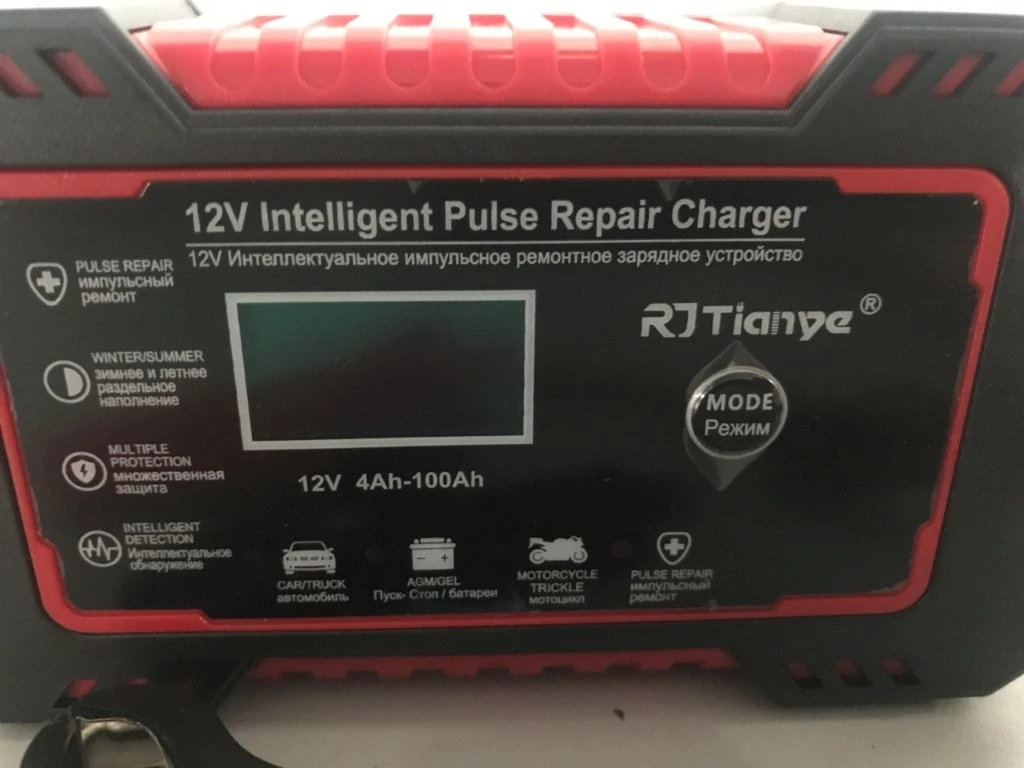 12V Intelligent Pulse Repair Charger
12V Интеллектуальное импульсное ремонтное зарядное устройство
PULSE REPAIR
импульсный
ремонт
RJTianye®
WINTER/SUMMER
зимнее и летнее
раздельное
наполнение
MODE
Режим
MULTIPLE
PROTECTION
множественная
защита
12V 4Ah-100Ah
INTELLIGENT
DETECTION
Интеллектуальное
обнаружение
CAR/TRUCK
автомобиль
AGM/GEL
Пуск- Стоп / батареи
MOTORCYCLE
TRICKLE
мотоцикл
PULSE REPAIR
импульсный
ремонт